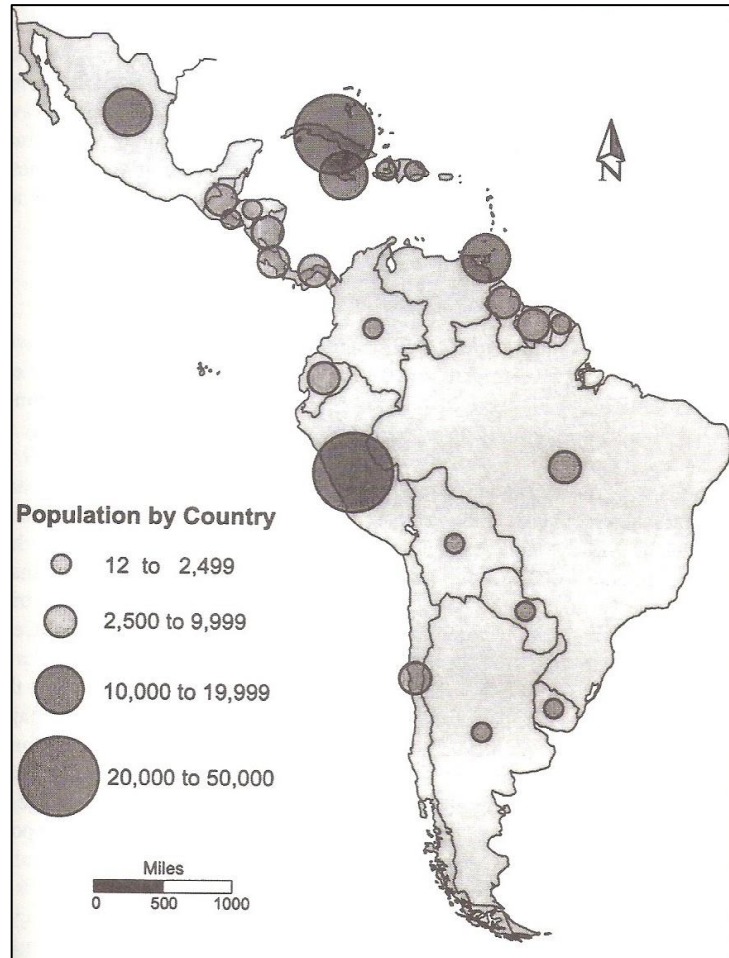 N
Population by Country
12 to 2,499
2,500 to 9,999
10,000 to 19,999
20,000 to 50,000
Miles
0 500 1000